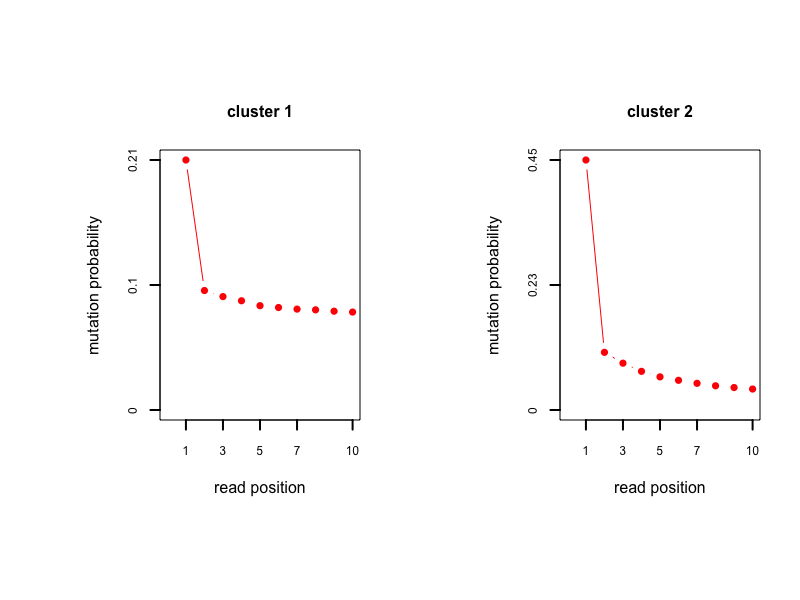 cluster 1
mutation probability
0.21
0.1
0
1 3 5 7 10
read position
cluster 2
mutation probability
0.45
0.23
0
1 3 5 7 10
read position